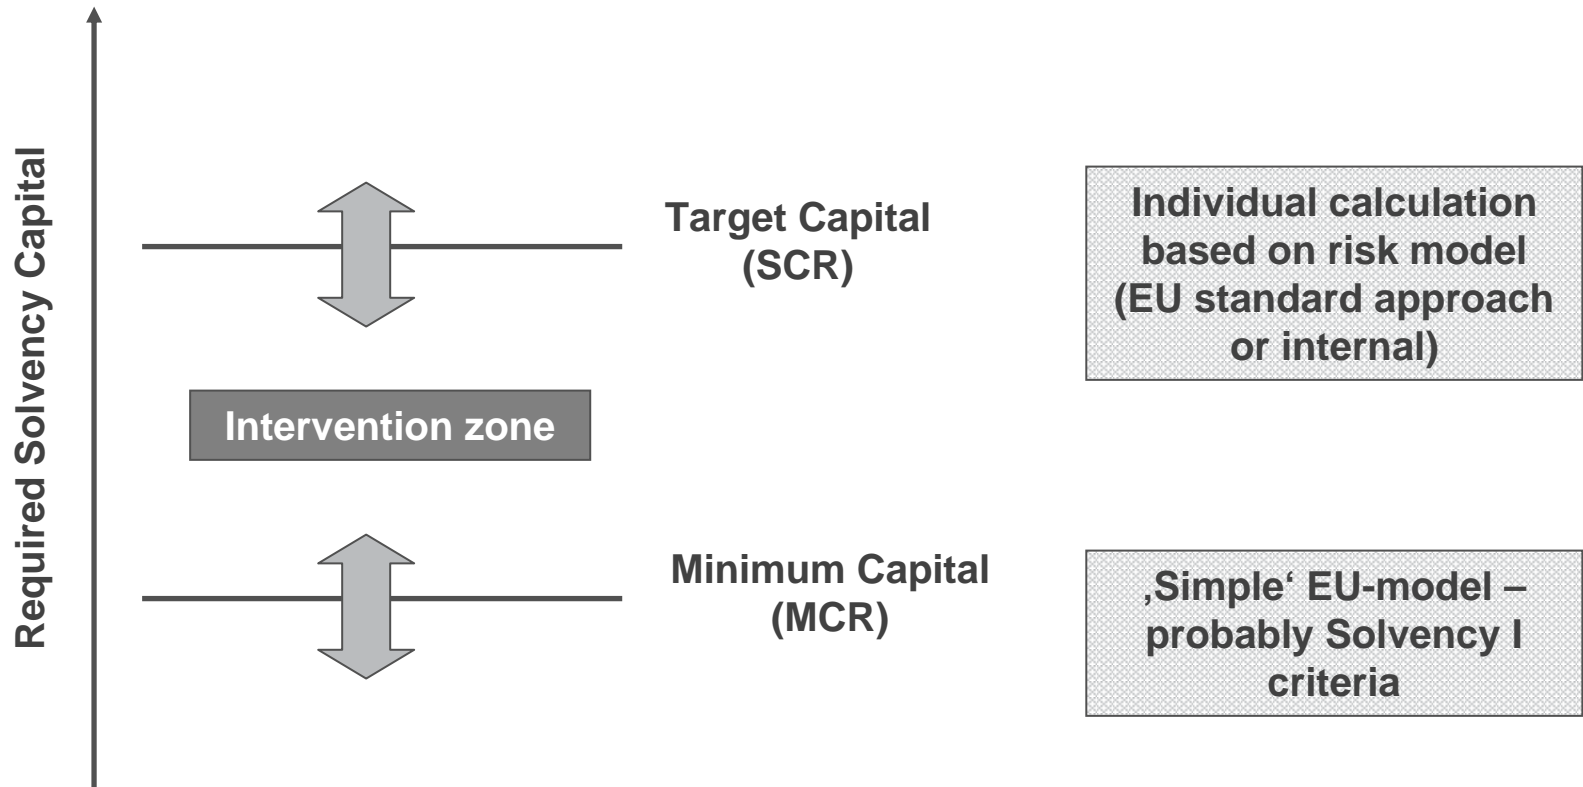 Required Solvency Capital
Target Capital
(SCR)
Individual calculation
based on risk model
(EU standard approach
or internal)
Intervention zone
Minimum Capital
(MCR)
‚Simple‘ EU-model –
probably Solvency I
criteria